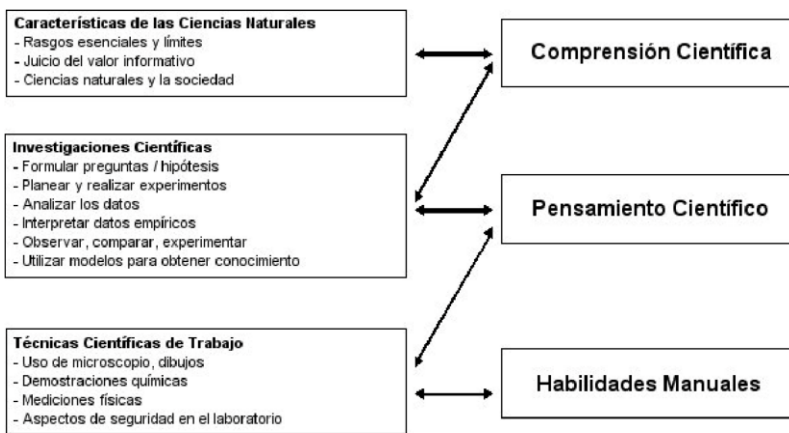 Características de las Ciencias Naturales
- Rasgos esenciales y límites
- Juicio del valor informativo
- Ciencias naturales y la sociedad
Comprensión Científica
Investigaciones Científicas
- Formular preguntas / hipótesis
- Planear y realizar experimentos
- Analizar los datos
- Interpretar datos empíricos
- Observar, comparar, experimentar
- Utilizar modelos para obtener conocimiento
Pensamiento Científico
Técnicas Científicas de Trabajo
- Uso de microscopio, dibujos
- Demostraciones químicas
- Mediciones físicas
- Aspectos de seguridad en el laboratorio
Habilidades Manuales